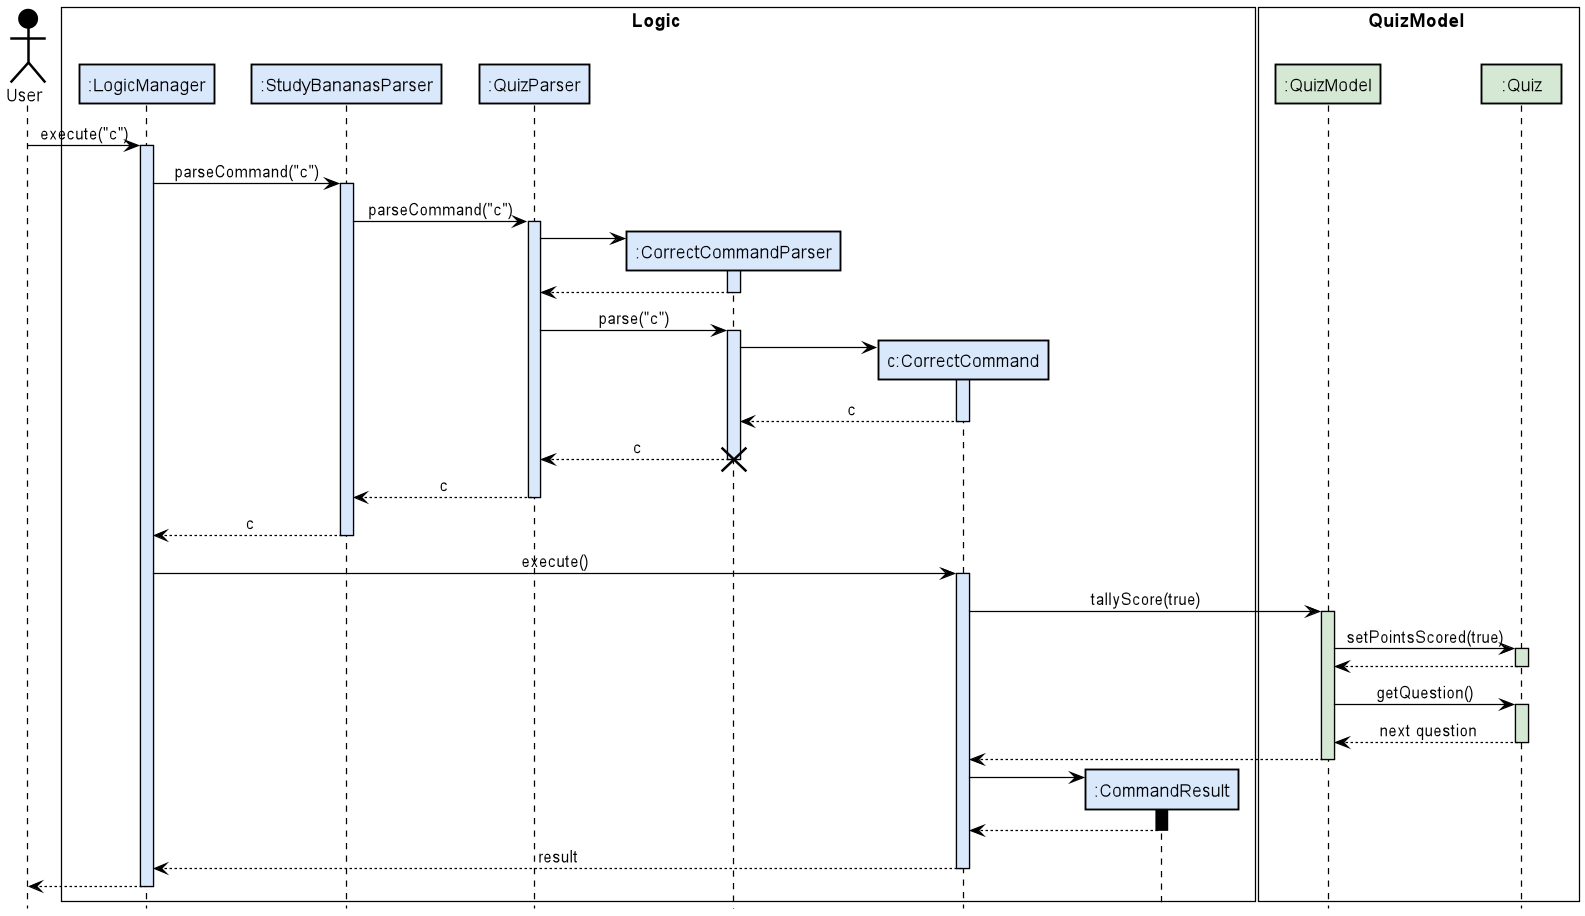 Logic
QuizModel
User
:LogicManager
:StudyBananasParser
:QuizParser
:QuizModel
:Quiz
execute("c")
parseCommand("c")
parseCommand("c")
:CorrectCommandParser
parse("c")
c:CorrectCommand
c
c
c
c
execute()
tallyScore(true)
setPointsScored(true)
getQuestion()
next question
:CommandResult
result